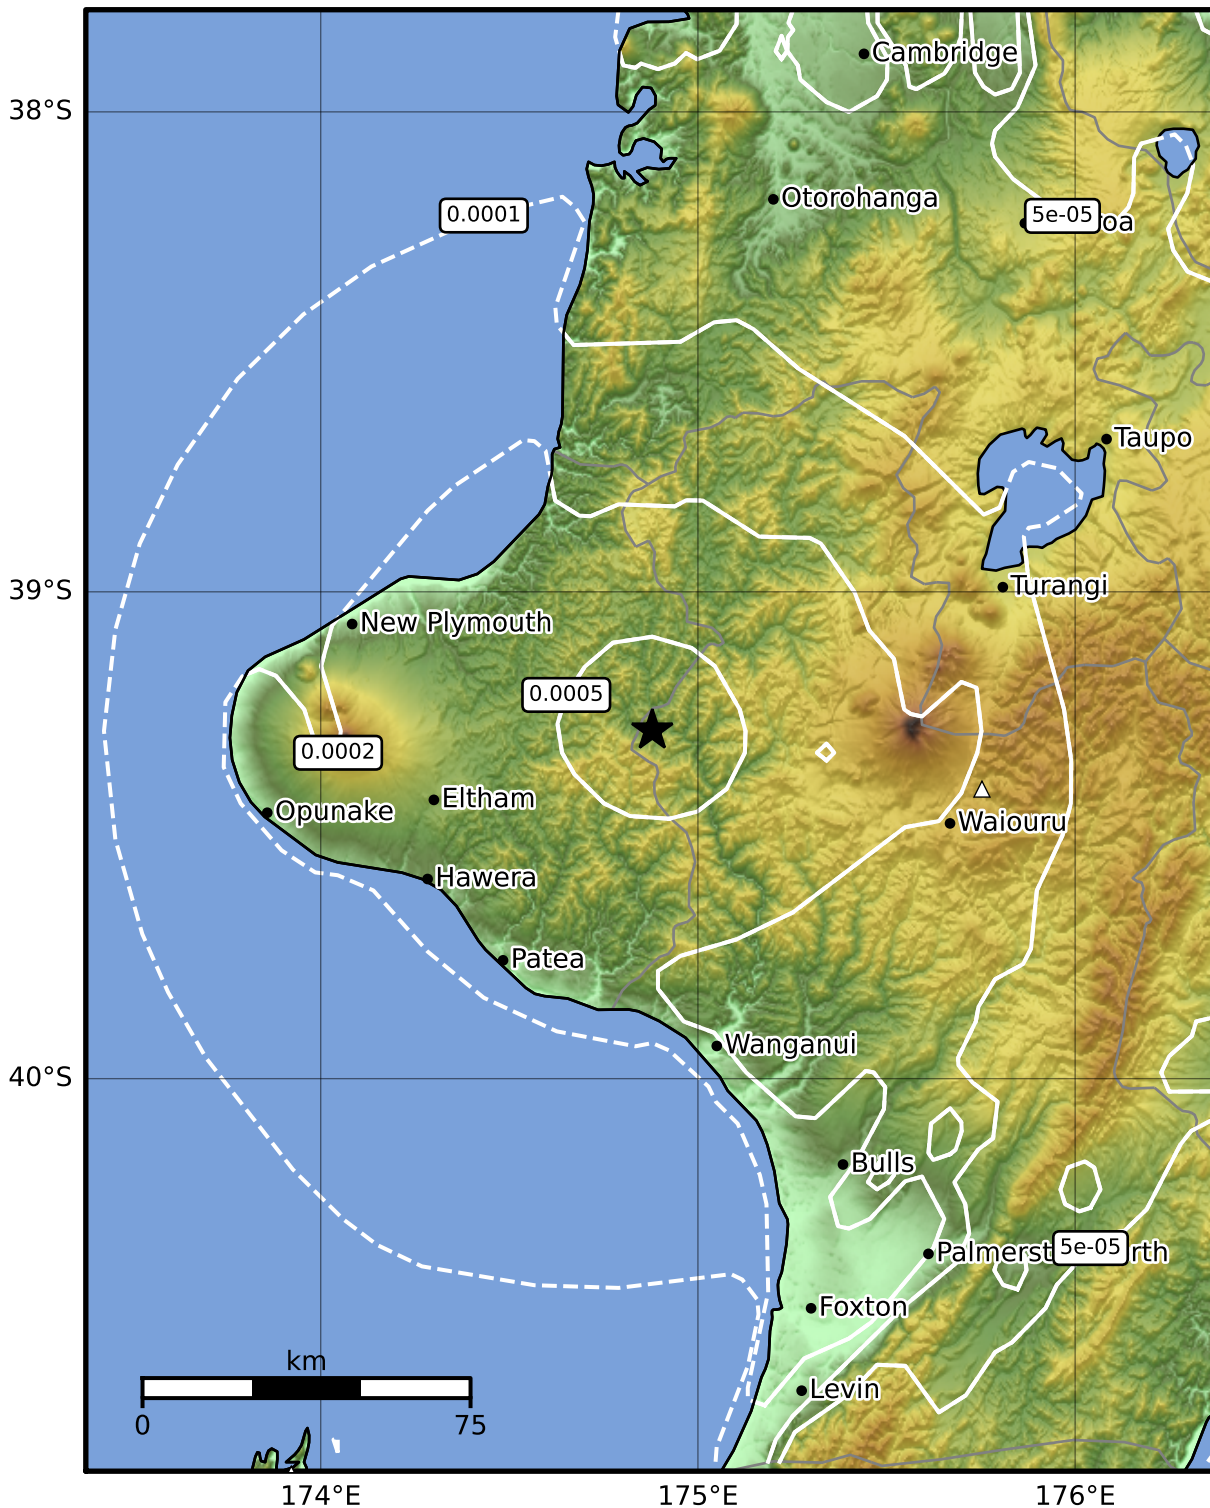 Cambridge
38°S
Otorohanga
0.0001
5e-05
oa
Taupo
39°S
Turangi
New Plymouth
0.0005
0.0002
Opunake
Eltham
Waiouru
Hawera
Patea
Wanganui
40°S
Bulls
Palmerst
5e-05
rth
Foxton
km
Levin
0
75
174°E
175°E
176°E